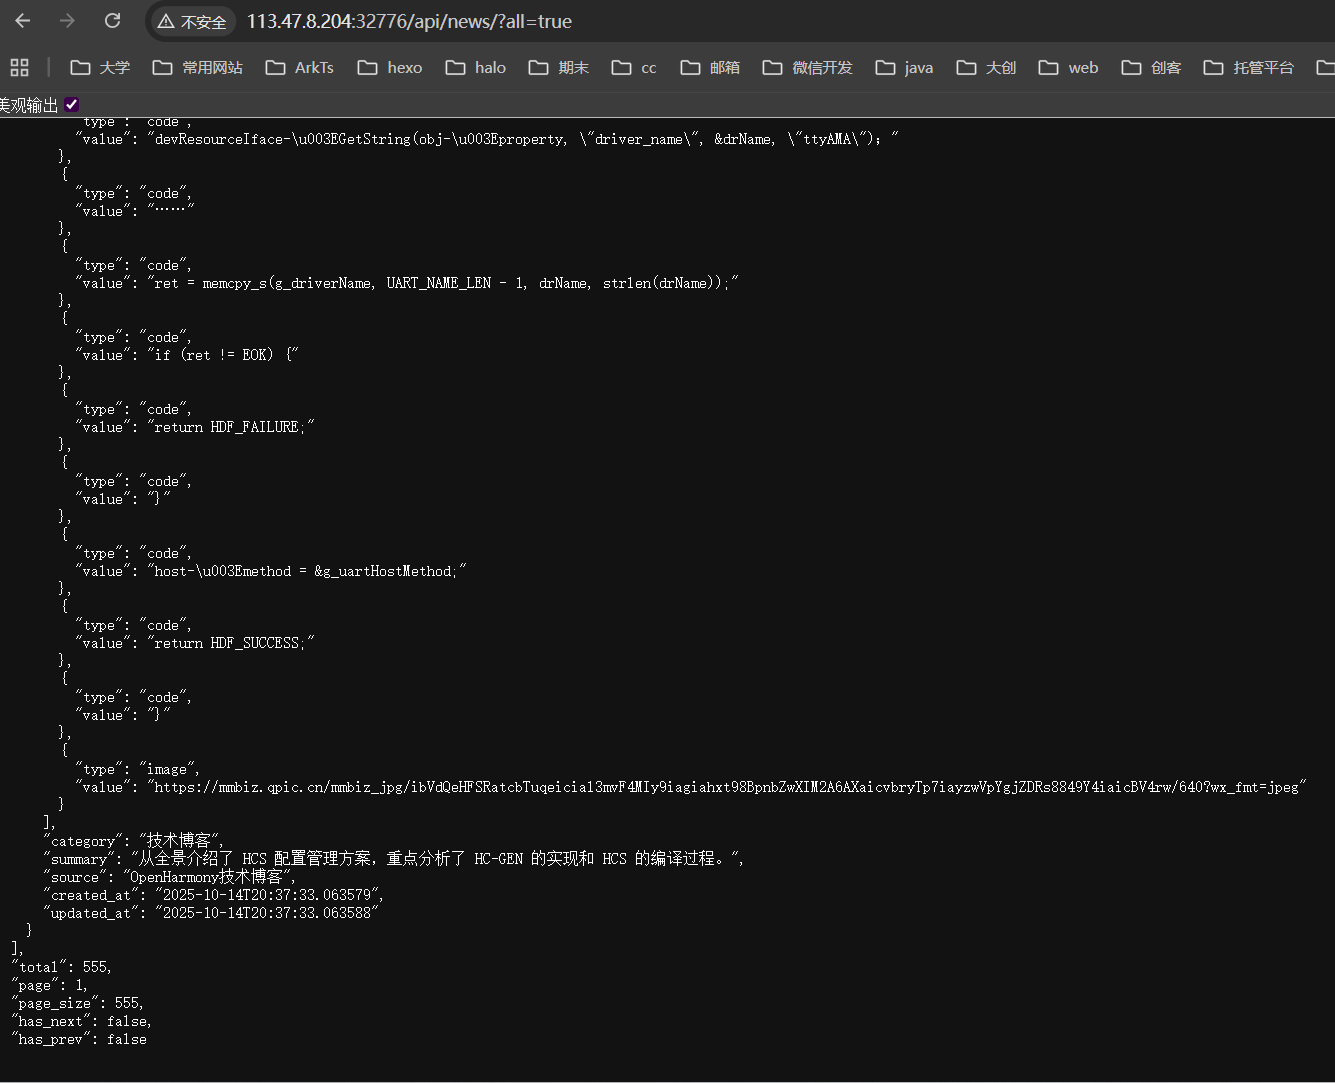 不安全 113.47.8.204:32776/api/news/?all=true
大学 常用网站 ArkTs hexo halo 期末 cc 邮箱 微信开发 java 大创 web 创客 托管平台
美观输出
"type": "code",
"value": "devResourceIface-\u003EGetString(obj-\u003Eproperty, \"driver_name\", &drName, \"ttyAMA\"); "
},
{
"type": "code",
"value": "······"
},
{
"type": "code",
"value": "ret = memcpy_s(g_driverName, UART_NAME_LEN - 1, drName, strlen(drName));"
},
{
"type": "code",
"value": "if (ret != EOK) {"
},
{
"type": "code",
"value": "return HDF_FAILURE;"
},
{
"type": "code",
"value": "}"
},
{
"type": "code",
"value": "host-\u003Emethod = &g_uartHostMethod;"
},
{
"type": "code",
"value": "return HDF_SUCCESS;"
},
{
"type": "code",
"value": "}"
},
{
"type": "image",
"value": "https://mmbiz.qpic.cn/mmbiz_jpg/ibVdQeHFSRatcbTuqeicial3mvF4MIy9iagiahxt98BpnbZwXIM2A6AXaicvbryTp7iayzwVpYgjZDRs8849Y4iaicBV4rw/640?wx_fmt=jpeg"
}
],
"category": "技术博客",
"summary": "从全景介绍了 HCS 配置管理方案，重点分析了 HC-GEN 的实现和 HCS 的编译过程。",
"source": "OpenHarmony技术博客",
"created_at": "2025-10-14T20:37:33.063579",
"updated_at": "2025-10-14T20:37:33.063588"
}
],
"total": 555,
"page": 1,
"page_size": 555,
"has_next": false,
"has_prev": false